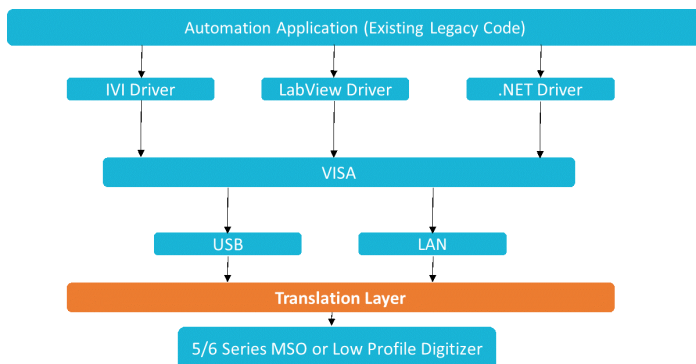 Automation Application (Existing Legacy Code)
IVI Driver
LabView Driver
.NET Driver
VISA
USB
LAN
Translation Layer
5/6 Series MSO or Low Profile Digitizer